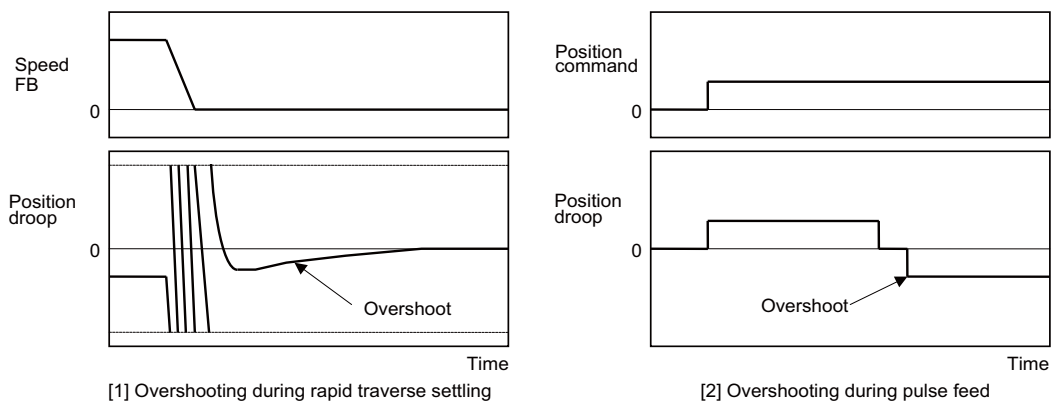 Speed
FB
0
Position
droop
0
Overshoot
Time
[1] Overshooting during rapid traverse settling
Position
command
0
Position
droop
0
Overshoot
Time
[2] Overshooting during pulse feed